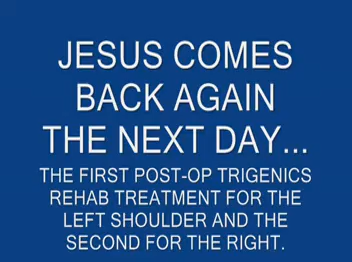 JESUS COMES
BACK AGAIN
THE NEXT DAY...
THE FIRST POST-OP TRIGENICS
REHAB TREATMENT FOR THE
LEFT SHOULDER AND THE
SECOND FOR THE RIGHT.